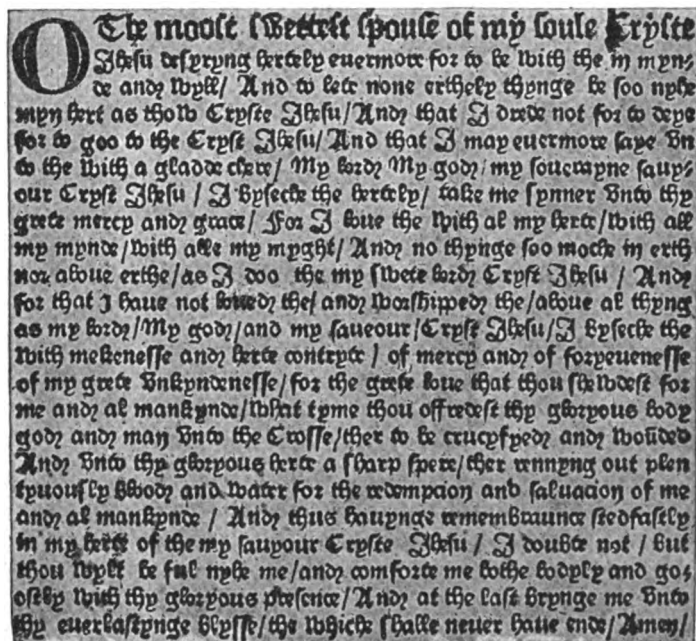 O The moost swettest spouse of my soule Cryste
Ihesu desyryng hertely euermore for to be with the in myn-
de and wyll/ And to lete none erthely thynge be soo nyhe
myn hert as thow Cryste Ihesu/ And that I drede not for to deye
for to goo to the Cryst Ihesu/ And that I may euermore saye vn
to the with a gladde chere/ My lord My god/ my souerayne sauy-
our Cryst Ihesu / I byseche the hertely/ take me synner vnto thy
grete mercy and grace/ For I loue the with al my herte/ with all
my mynde/ with alle my myght/ And no thynge soo moche in erth
nor aboue erthe/ as I doo the my swete lord Cryst Ihesu / And
for that I haue not loued the/ and worshipped the/ aboue al thyng
as my lord/ My god/ and my saueour/ Cryst Ihesu/ I byseche the
with mekenesse and herte contryte / of mercy and of foryeuenesse
of my grete vnkyndenesse/ for the grete loue that thou shewdest for
me and al mankynde/ what tyme thou offredest thy gloryous body
god and man vnto the Crosse/ ther to be crucyfyed and woũded
And vnto thy gloryous herte a sharp spere/ ther rennyng out plen
tyuously blood and water for the redempcion and saluacion of me
and al mankynde / And thus hauynge remembraunce stedfastly
in my herte of the my sauyour Cryste Ihesu / I doubte not / but
thou wylt be ful nyhe me/ and comforte me bothe bodyly and go-
ostly with thy gloryous presence/ And at the last brynge me vnto
thy euerlastynge blysse/ the whiche shalle neuer haue ende/ Amen/